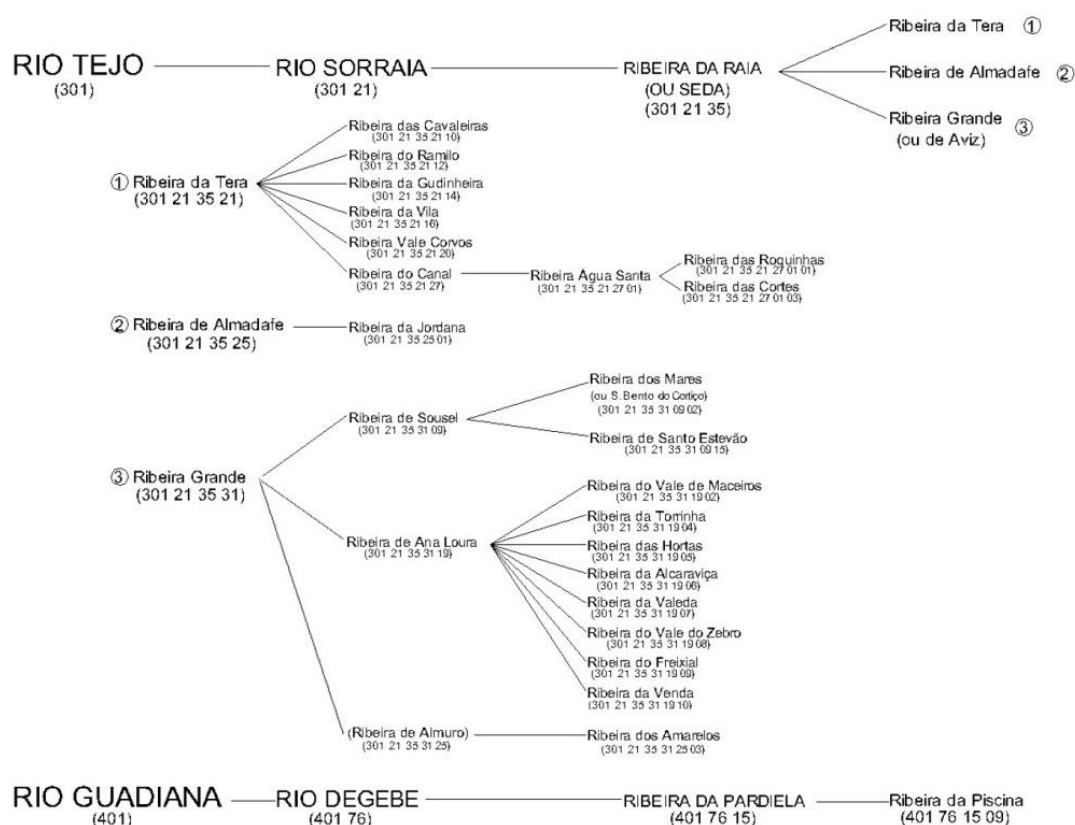 RIO TEJO
(301)
RIO SORRAIA
(301 21)
RIBEIRA DA RAIA
(OU SEDA)
(301 21 35)
Ribeira da Tera ①
Ribeira de Almadafe ②
Ribeira Grande ③
(ou de Aviz)
① Ribeira da Tera
(301 21 35 21)
Ribeira das Cavaleiras
(301 21 35 21 10)
Ribeira do Ramilo
(301 21 35 21 12)
Ribeira da Gudinheira
(301 21 35 21 14)
Ribeira da Vila
(301 21 35 21 16)
Ribeira Vale Corvos
(301 21 35 21 20)
Ribeira do Canal
(301 21 35 21 27)
Ribeira Água Santa
(301 21 35 21 27 01)
Ribeira das Roquinhas
(301 21 35 21 27 01 01)
Ribeira das Cortes
(301 21 35 21 27 01 03)
② Ribeira de Almadafe
(301 21 35 25)
Ribeira da Jordana
(301 21 35 25 01)
③ Ribeira Grande
(301 21 35 31)
Ribeira de Sousel
(301 21 35 31 09)
Ribeira dos Mares
(ou S. Bento do Cortiço)
(301 21 35 31 09 02)
Ribeira de Santo Estevão
(301 21 35 31 09 15)
Ribeira de Ana Loura
(301 21 35 31 19)
Ribeira do Vale de Maceiros
(301 21 35 31 19 02)
Ribeira da Torrinha
(301 21 35 31 19 04)
Ribeira das Hortas
(301 21 35 31 19 05)
Ribeira da Alcaraviça
(301 21 35 31 19 06)
Ribeira da Valeda
(301 21 35 31 19 07)
Ribeira do Vale do Zebro
(301 21 35 31 19 08)
Ribeira do Freixial
(301 21 35 31 19 09)
Ribeira da Venda
(301 21 35 31 19 10)
(Ribeira de Almuro)
(301 21 35 31 25)
Ribeira dos Amarelos
(301 21 35 31 25 03)
RIO GUADIANA
(401)
RIO DEGEBE
(401 76)
RIBEIRA DA PARDIELA
(401 76 15)
Ribeira da Piscina
(401 76 15 09)